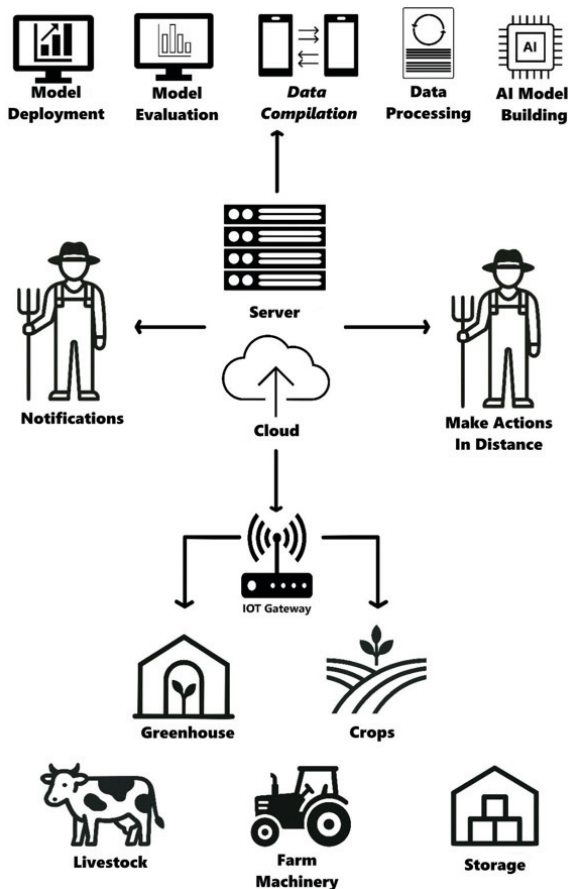 Model
Deployment
Model
Evaluation
Data
Compilation
Data
Processing
AI
AI Model
Building
Server
Notifications
Cloud
Make Actions
In Distance
IOT Gateway
Greenhouse
Crops
Livestock
Farm
Machinery
Storage